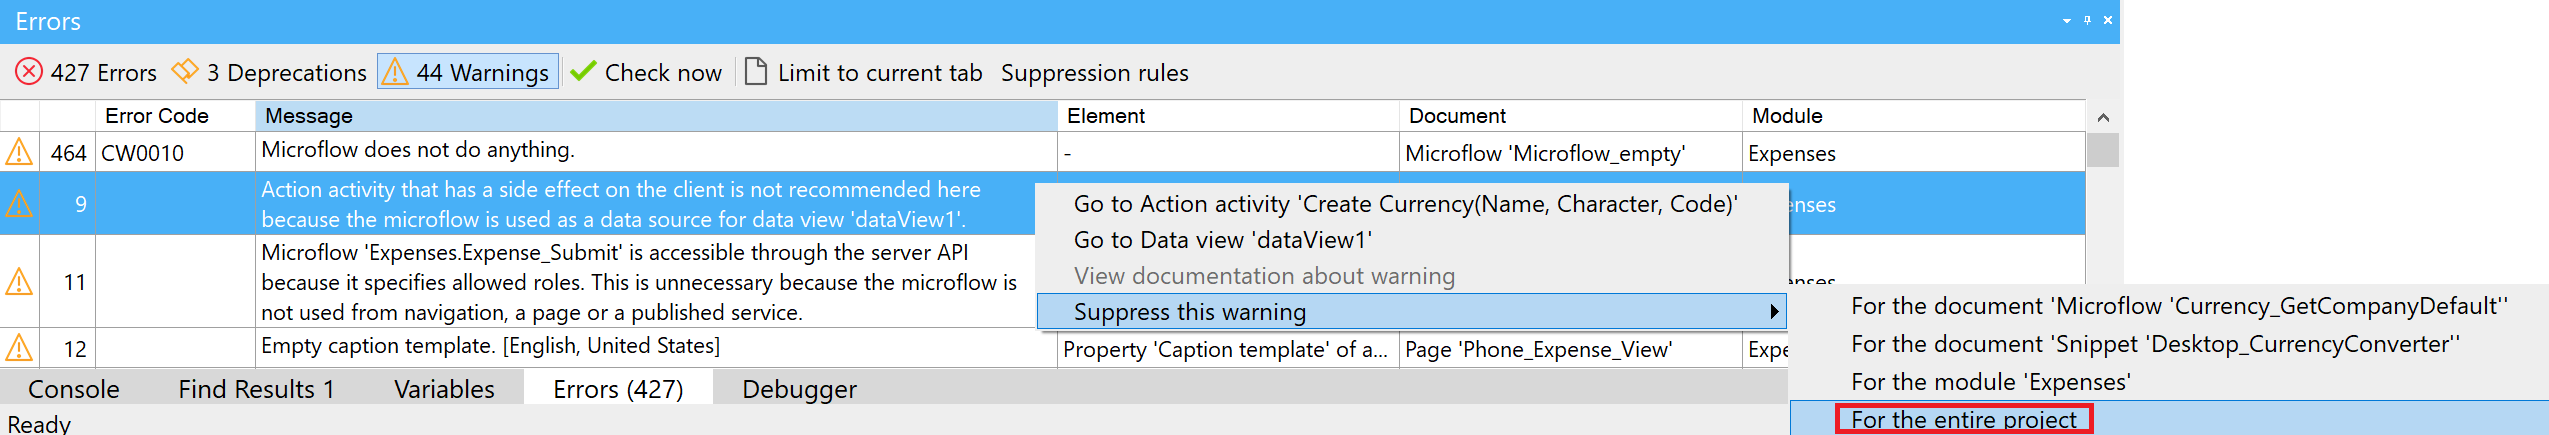 Errors
427 Errors 3 Deprecations 44 Warnings Check now Limit to current tab Suppression rules
Error Code Message Element Document Module
464 CW0010 Microflow does not do anything. - Microflow 'Microflow_empty' Expenses
9 Action activity that has a side effect on the client is not recommended here
because the microflow is used as a data source for data view 'dataView1'.
enses
Go to Action activity 'Create Currency(Name, Character, Code)'
Go to Data view 'dataView1'
View documentation about warning
Suppress this warning
11 Microflow 'Expenses.Expense_Submit' is accessible through the server API
because it specifies allowed roles. This is unnecessary because the microflow is
not used from navigation, a page or a published service.
enses
For the document 'Microflow 'Currency_GetCompanyDefault''
For the document 'Snippet 'Desktop_CurrencyConverter''
For the module 'Expenses'
For the entire project
12 Empty caption template. [English, United States] Property 'Caption template' of a... Page 'Phone_Expense_View' Expe
Console Find Results 1 Variables Errors (427) Debugger
Ready